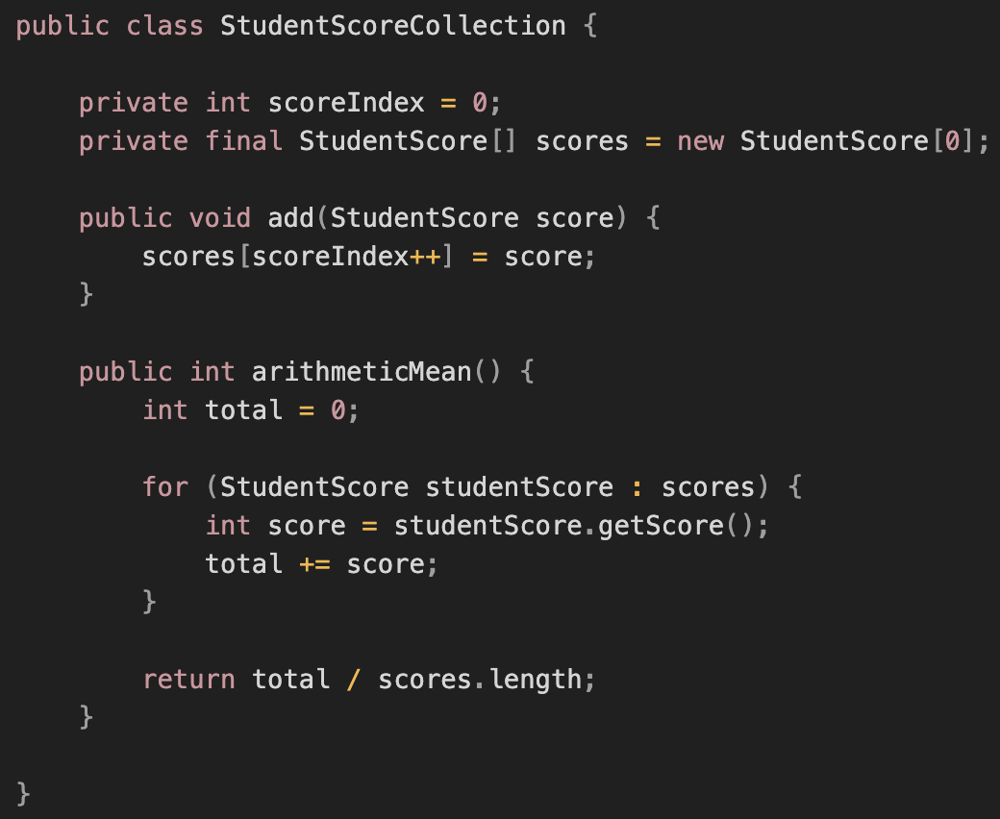 public class StudentScoreCollection {
    private int scoreIndex = 0;
    private final StudentScore[] scores = new StudentScore[0];
    public void add(StudentScore score) {
        scores[scoreIndex++] = score;
    }
    public int arithmeticMean() {
        int total = 0;
        for (StudentScore studentScore : scores) {
            int score = studentScore.getScore();
            total += score;
        }
        return total / scores.length;
    }
}